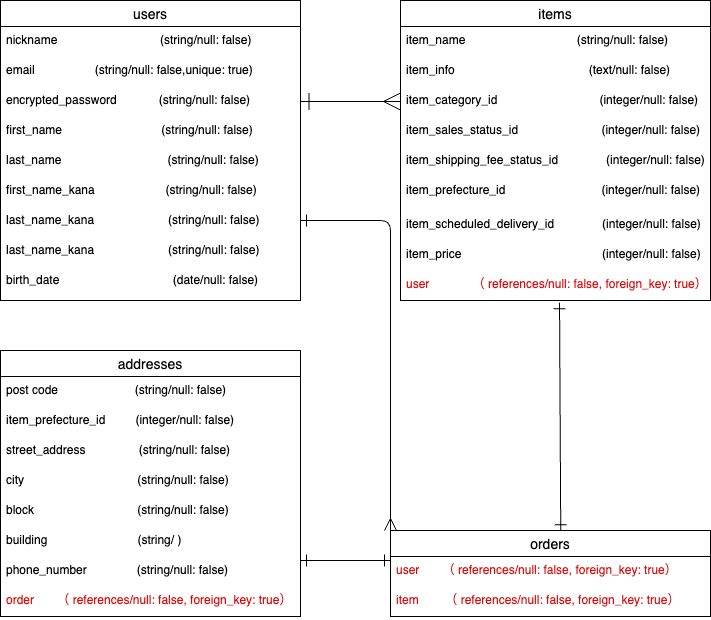 users
nickname (string/null: false)
email (string/null: false,unique: true)
encrypted_password (string/null: false)
first_name (string/null: false)
last_name (string/null: false)
first_name_kana (string/null: false)
last_name_kana (string/null: false)
last_name_kana (string/null: false)
birth_date (date/null: false)
items
item_name (string/null: false)
item_info (text/null: false)
item_category_id (integer/null: false)
item_sales_status_id (integer/null: false)
item_shipping_fee_status_id (integer/null: false)
item_prefecture_id (integer/null: false)
item_scheduled_delivery_id (integer/null: false)
item_price (integer/null: false)
user （ references/null: false, foreign_key: true）
addresses
post code (string/null: false)
item_prefecture_id (integer/null: false)
street_address (string/null: false)
city (string/null: false)
block (string/null: false)
building (string/ )
phone_number (string/null: false)
order （ references/null: false, foreign_key: true）
orders
user （ references/null: false, foreign_key: true）
item （ references/null: false, foreign_key: true）